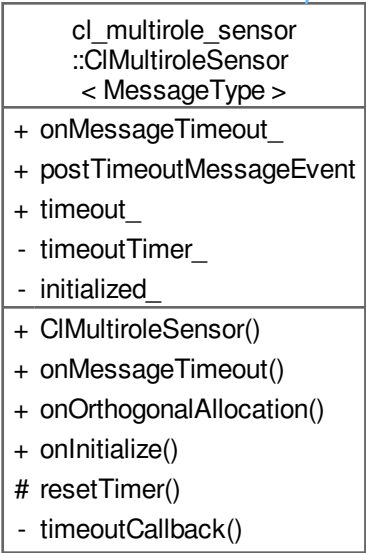 cl_multirole_sensor
::ClMultiroleSensor
< MessageType >
+ onMessageTimeout_
+ postTimeoutMessageEvent
+ timeout_
- timeoutTimer_
- initialized_
+ ClMultiroleSensor()
+ onMessageTimeout()
+ onOrthogonalAllocation()
+ onInitialize()
# resetTimer()
- timeoutCallback()